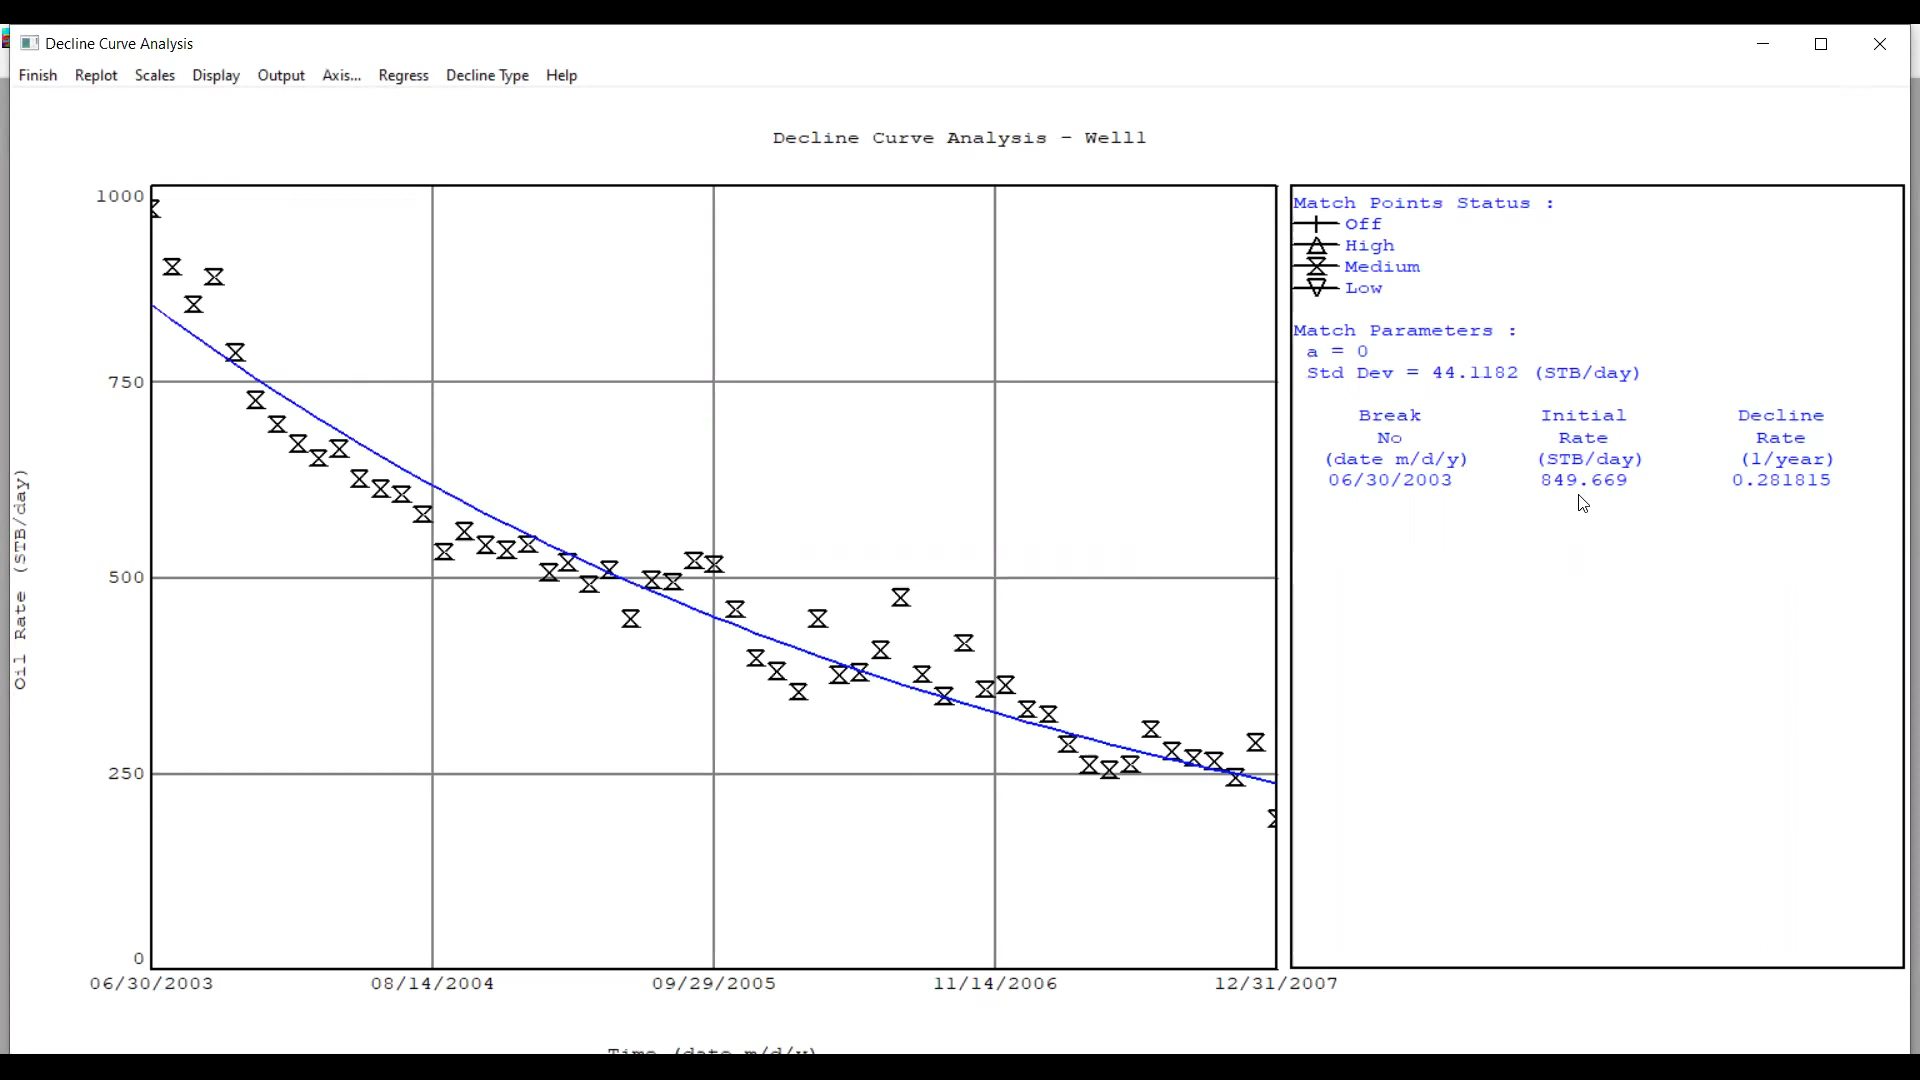 Decline Curve Analysis
Finish Replot Scales Display Output Axis... Regress Decline Type Help
Decline Curve Analysis - Well1
1000
750
500
250
0
Oil Rate (STB/day)
06/30/2003 08/14/2004 09/29/2005 11/14/2006 12/31/2007
Time (date m/d/y)
Match Points Status :
Off
High
Medium
Low
Match Parameters :
a = 0
Std Dev = 44.1182 (STB/day)
Break Initial Decline
No Rate Rate
(date m/d/y) (STB/day) (1/year)
06/30/2003 849.669 0.281815